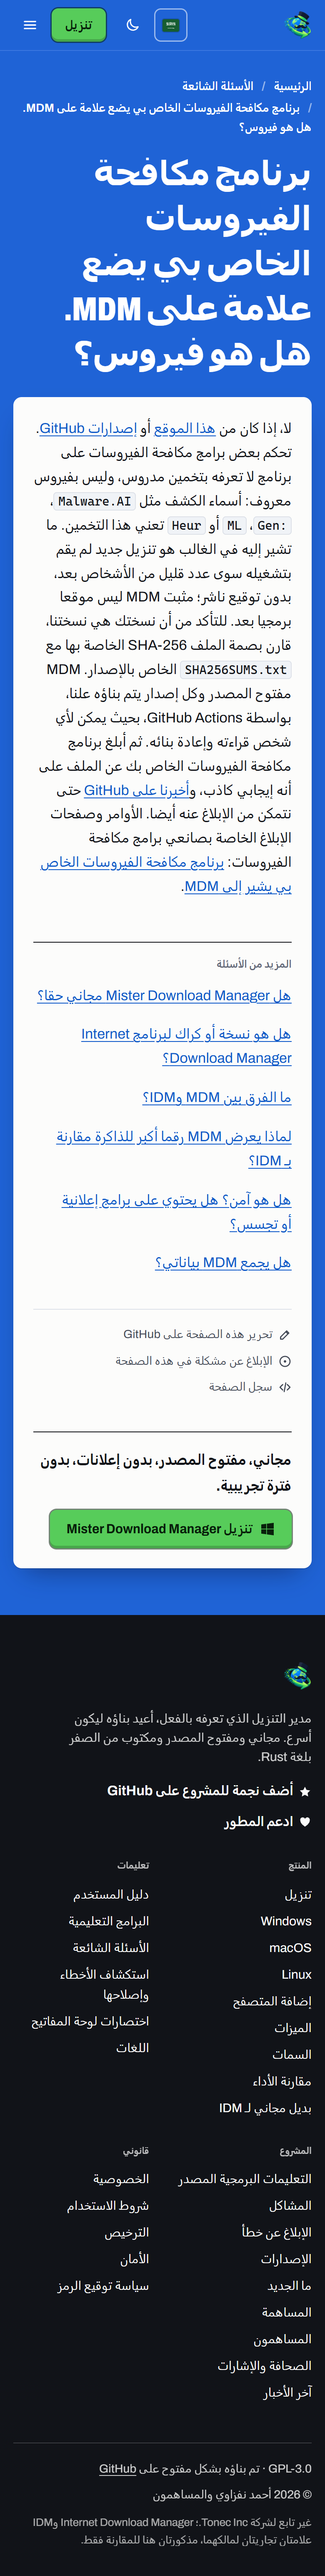 تنزيل
الرئيسية / الأسئلة الشائعة
/ برنامج مكافحة الفيروسات الخاص بي يضع علامة على MDM.
هل هو فيروس؟
برنامج مكافحة
الفيروسات
الخاص بي يضع
علامة على MDM.
هل هو فيروس؟
لا، إذا كان من هذا الموقع أو إصدارات GitHub.
تحكم بعض برامج مكافحة الفيروسات على
برنامج لا تعرفه بتخمين مدروس، وليس بفيروس
معروف: أسماء الكشف مثل Malware.AI،
Gen:‎، ML أو Heur تعني هذا التخمين. ما
تشير إليه في الغالب هو تنزيل جديد لم يقم
بتشغيله سوى عدد قليل من الأشخاص بعد،
بدون توقيع ناشر؛ مثبت MDM ليس موقعا
برمجيا بعد. للتأكد من أن نسختك هي نسختنا،
قارن بصمة الملف SHA-256 الخاصة بها مع
SHA256SUMS.txt الخاص بالإصدار. MDM
مفتوح المصدر وكل إصدار يتم بناؤه علنا،
بواسطة GitHub Actions، بحيث يمكن لأي
شخص قراءته وإعادة بنائه. ثم أبلغ برنامج
مكافحة الفيروسات الخاص بك عن الملف على
أنه إيجابي كاذب، وأخبرنا على GitHub حتى
نتمكن من الإبلاغ عنه أيضا. الأوامر وصفحات
الإبلاغ الخاصة بصانعي برامج مكافحة
الفيروسات: برنامج مكافحة الفيروسات الخاص
بي يشير إلى MDM.
المزيد من الأسئلة
هل Mister Download Manager مجاني حقا؟
هل هو نسخة أو كراك لبرنامج Internet
Download Manager؟
ما الفرق بين MDM وIDM؟
لماذا يعرض MDM رقما أكبر للذاكرة مقارنة
بـ IDM؟
هل هو آمن؟ هل يحتوي على برامج إعلانية
أو تجسس؟
هل يجمع MDM بياناتي؟
تحرير هذه الصفحة على GitHub
الإبلاغ عن مشكلة في هذه الصفحة
سجل الصفحة
مجاني، مفتوح المصدر، بدون إعلانات، بدون
فترة تجريبية.
تنزيل Mister Download Manager
مدير التنزيل الذي تعرفه بالفعل، أعيد بناؤه ليكون
أسرع. مجاني ومفتوح المصدر ومكتوب من الصفر
بلغة Rust.
أضف نجمة للمشروع على GitHub
ادعم المطور
المنتج
تنزيل
Windows
macOS
Linux
إضافة المتصفح
الميزات
السمات
مقارنة الأداء
بديل مجاني لـ IDM
تعليمات
دليل المستخدم
البرامج التعليمية
الأسئلة الشائعة
استكشاف الأخطاء
وإصلاحها
اختصارات لوحة المفاتيح
اللغات
المشروع
التعليمات البرمجية المصدر
المشاكل
الإبلاغ عن خطأ
الإصدارات
ما الجديد
المساهمة
المساهمون
الصحافة والإشارات
آخر الأخبار
قانوني
الخصوصية
شروط الاستخدام
الترخيص
الأمان
سياسة توقيع الرمز
GPL-3.0 · تم بناؤه بشكل مفتوح على GitHub
© 2026 أحمد نفزاوي والمساهمون
غير تابع لشركة Tonec Inc.؛ Internet Download Manager وIDM
علامتان تجاريتان لمالكهما، مذكورتان هنا للمقارنة فقط.